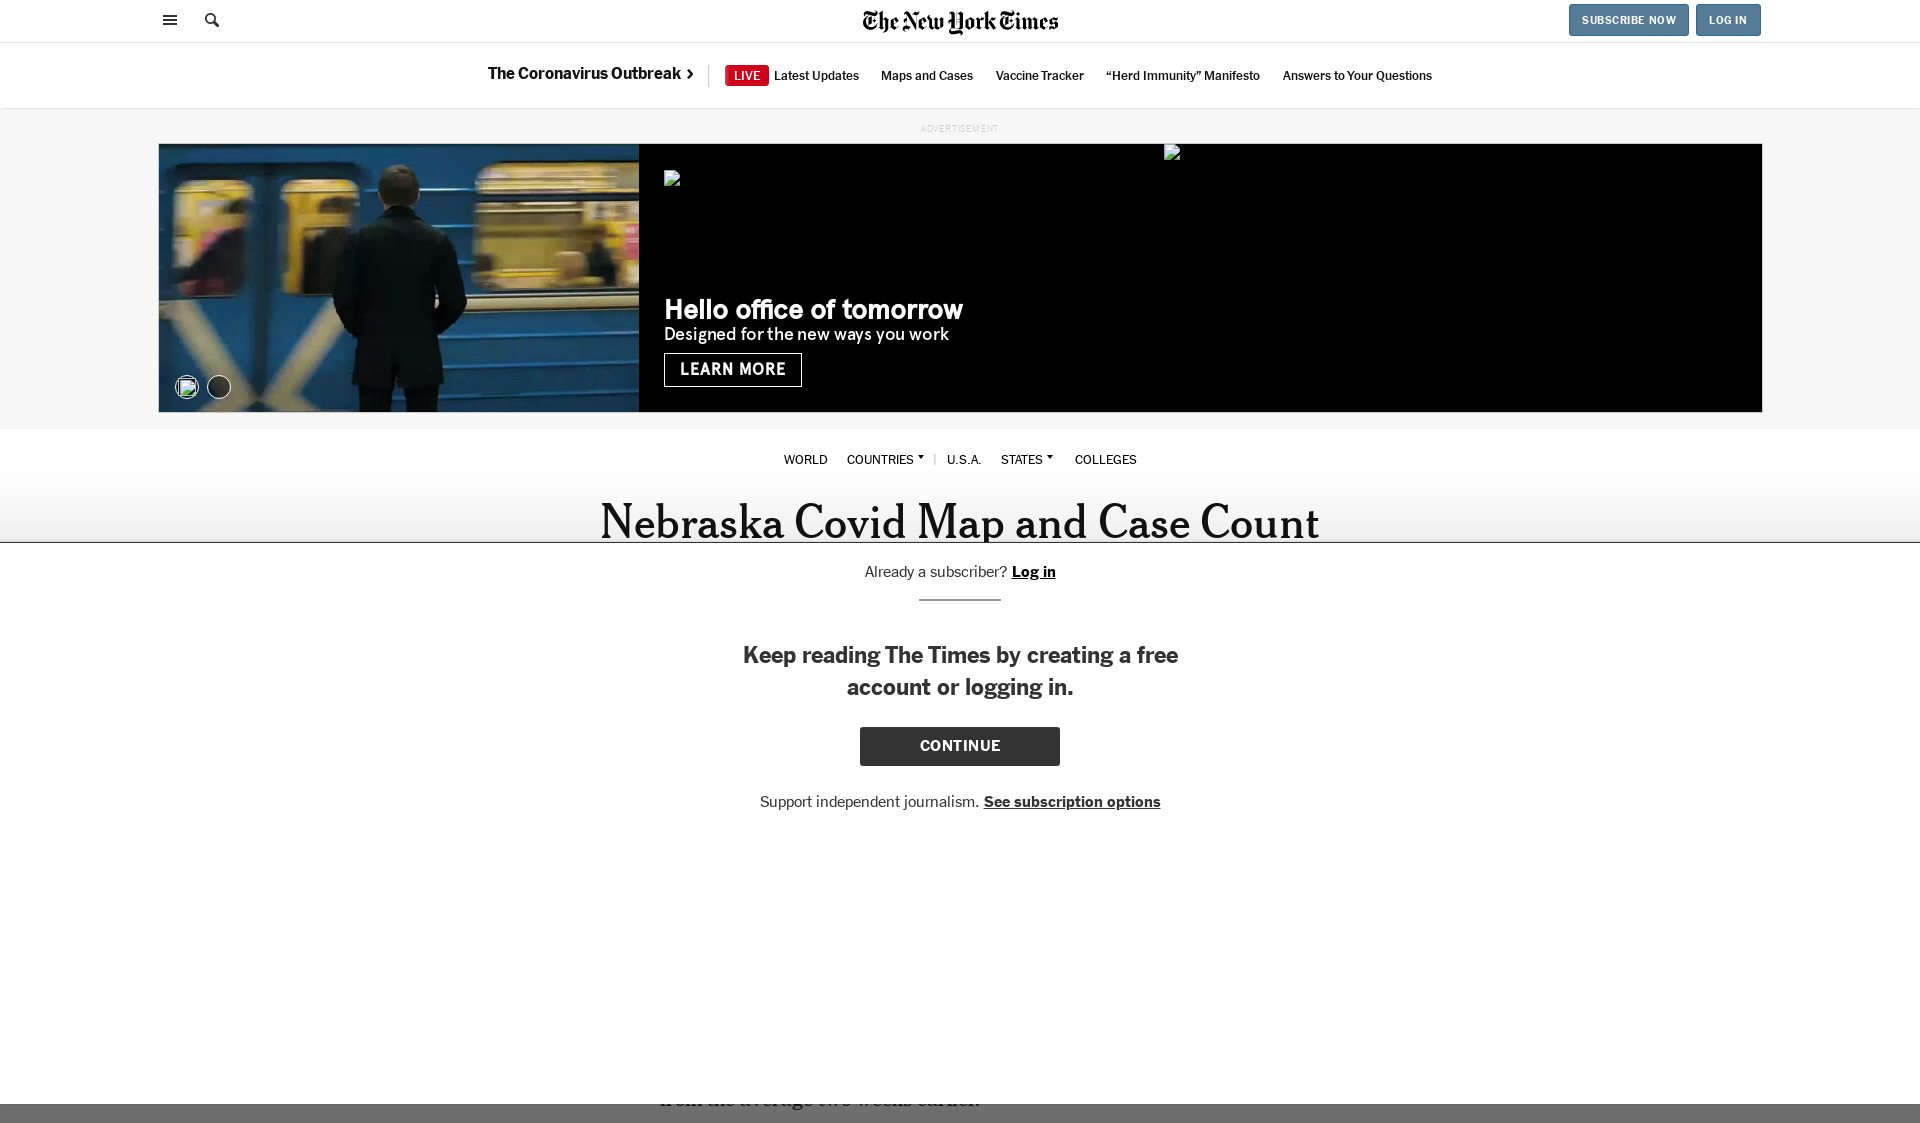 The New York Times
SUBSCRIBE NOW
LOG IN
The Coronavirus Outbreak ›
LIVE Latest Updates
Maps and Cases
Vaccine Tracker
“Herd Immunity” Manifesto
Answers to Your Questions
ADVERTISEMENT
Hello office of tomorrow
Designed for the new ways you work
LEARN MORE
WORLD COUNTRIES | U.S.A. STATES COLLEGES
Nebraska Covid Map and Case Count
Already a subscriber? Log in
Keep reading The Times by creating a free
account or logging in.
CONTINUE
Support independent journalism. See subscription options
from the average two weeks earlier.